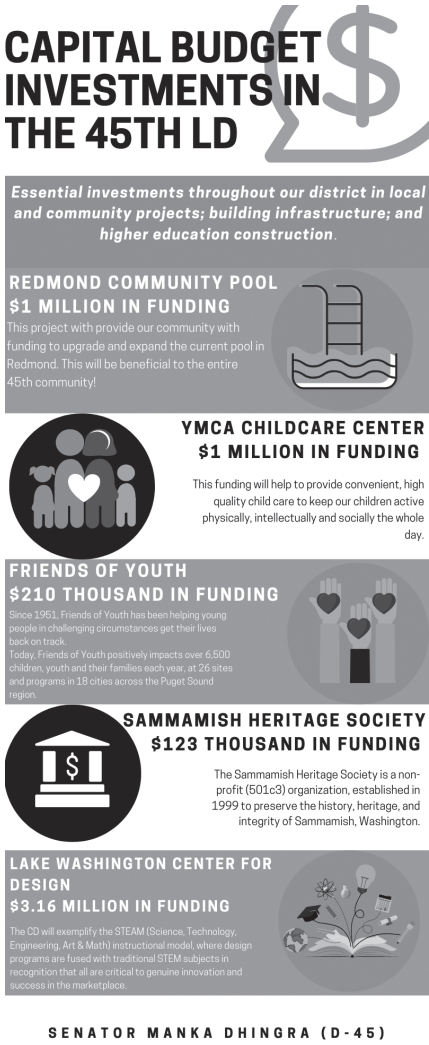 CAPITAL BUDGET
INVESTMENTS IN
THE 45TH LD
$
Essential investments throughout our district in local
and community projects; building infrastructure; and
higher education construction.
REDMOND COMMUNITY POOL
$1 MILLION IN FUNDING
This project with provide our community with
funding to upgrade and expand the current pool in
Redmond. This will be beneficial to the entire
45th community!
YMCA CHILDCARE CENTER
$1 MILLION IN FUNDING
This funding will help to provide convenient, high
quality child care to keep our children active
physically, intellectually and socially the whole
day.
FRIENDS OF YOUTH
$210 THOUSAND IN FUNDING
Since 1951, Friends of Youth has been helping young
people in challenging circumstances get their lives
back on track.
Today, Friends of Youth positively impacts over 6,500
children, youth and their families each year, at 26 sites
and programs in 18 cities across the Puget Sound
region.
SAMMAMISH HERITAGE SOCIETY
$123 THOUSAND IN FUNDING
$
The Sammamish Heritage Society is a non-
profit (501c3) organization, established in
1999 to preserve the history, heritage, and
integrity of Sammamish, Washington.
LAKE WASHINGTON CENTER FOR
DESIGN
$3.16 MILLION IN FUNDING
The CD will exemplify the STEAM (Science, Technology,
Engineering, Art & Math) instructional model, where design
programs are fused with traditional STEM subjects in
recognition that all are critical to genuine innovation and
success in the marketplace.
SENATOR MANKA DHINGRA (D-45)